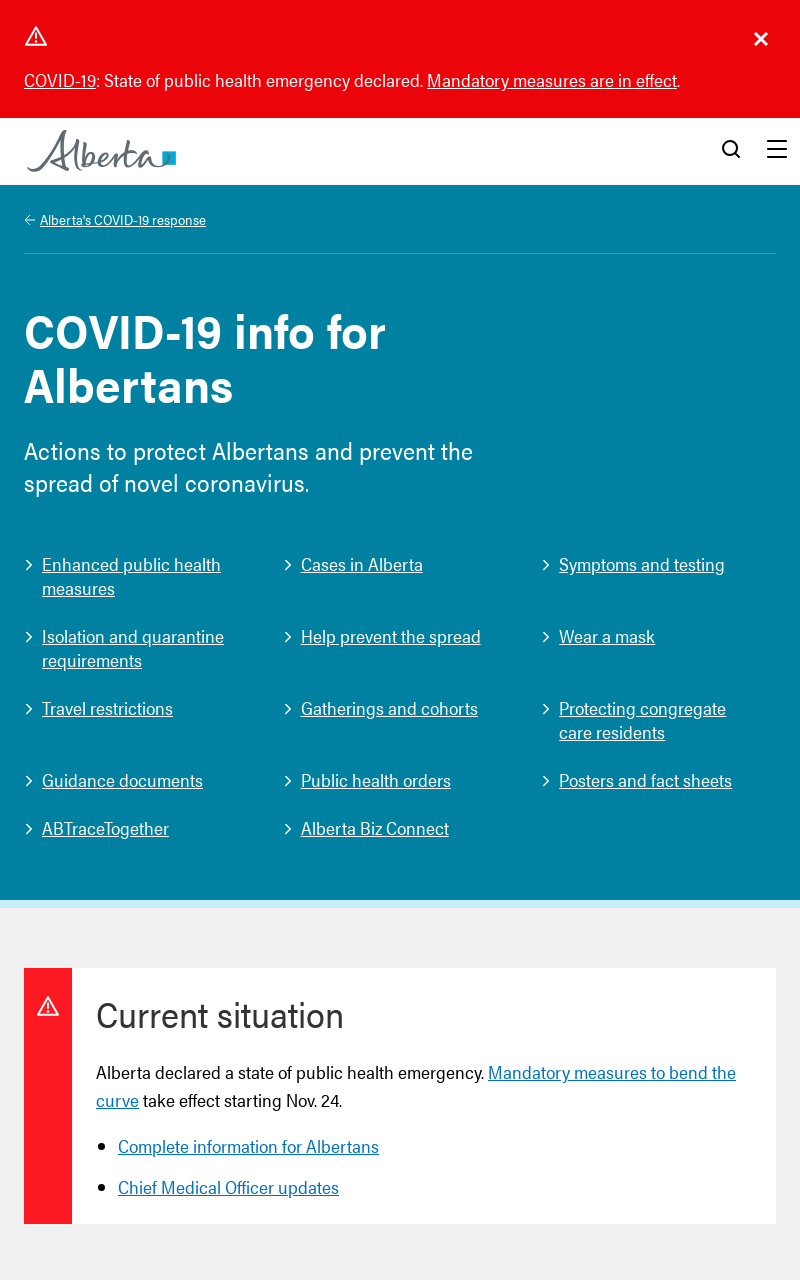 COVID-19: State of public health emergency declared. Mandatory measures are in effect.
Alberta
Alberta's COVID-19 response
COVID-19 info for
Albertans
Actions to protect Albertans and prevent the
spread of novel coronavirus.
Enhanced public health
measures
Cases in Alberta
Symptoms and testing
Isolation and quarantine
requirements
Help prevent the spread
Wear a mask
Travel restrictions
Gatherings and cohorts
Protecting congregate
care residents
Guidance documents
Public health orders
Posters and fact sheets
ABTraceTogether
Alberta Biz Connect
Current situation
Alberta declared a state of public health emergency. Mandatory measures to bend the
curve take effect starting Nov. 24.
Complete information for Albertans
Chief Medical Officer updates